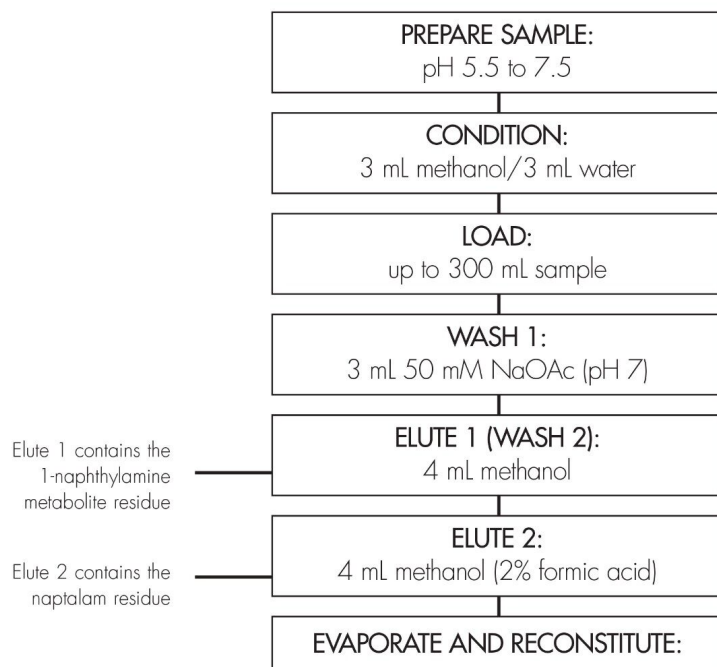 PREPARE SAMPLE:
pH 5.5 to 7.5
CONDITION:
3 mL methanol/3 mL water
LOAD:
up to 300 mL sample
WASH 1:
3 mL 50 mM NaOAc (pH 7)
Elute 1 contains the
1-naphthylamine
metabolite residue
ELUTE 1 (WASH 2):
4 mL methanol
Elute 2 contains the
naptalam residue
ELUTE 2:
4 mL methanol (2% formic acid)
EVAPORATE AND RECONSTITUTE: